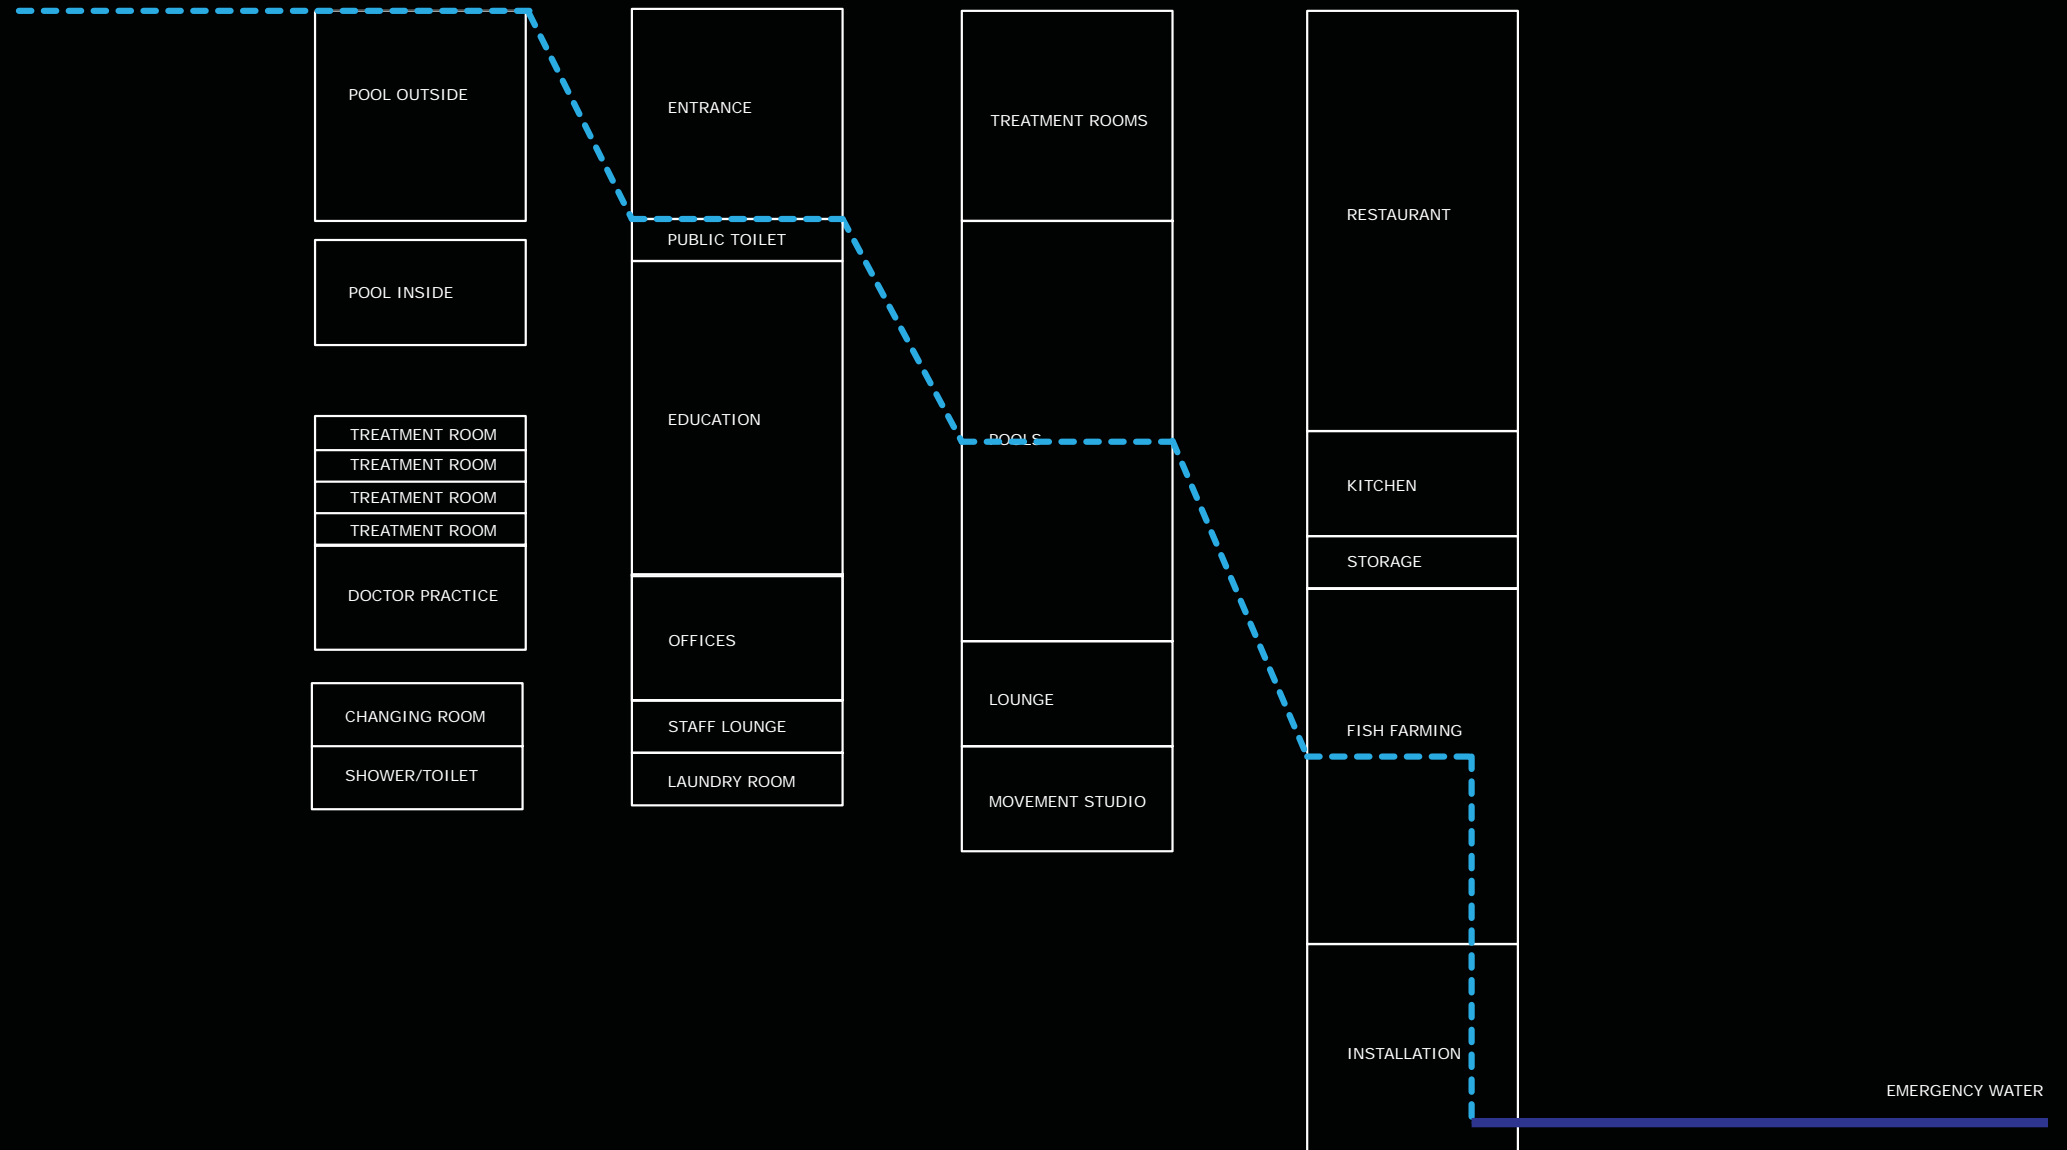 POOL OUTSIDE
POOL INSIDE
TREATMENT ROOM
TREATMENT ROOM
TREATMENT ROOM
TREATMENT ROOM
DOCTOR PRACTICE
CHANGING ROOM
SHOWER/TOILET
ENTRANCE
PUBLIC TOILET
EDUCATION
OFFICES
STAFF LOUNGE
LAUNDRY ROOM
TREATMENT ROOMS
POOLS
LOUNGE
MOVEMENT STUDIO
RESTAURANT
KITCHEN
STORAGE
FISH FARMING
INSTALLATION
EMERGENCY WATER